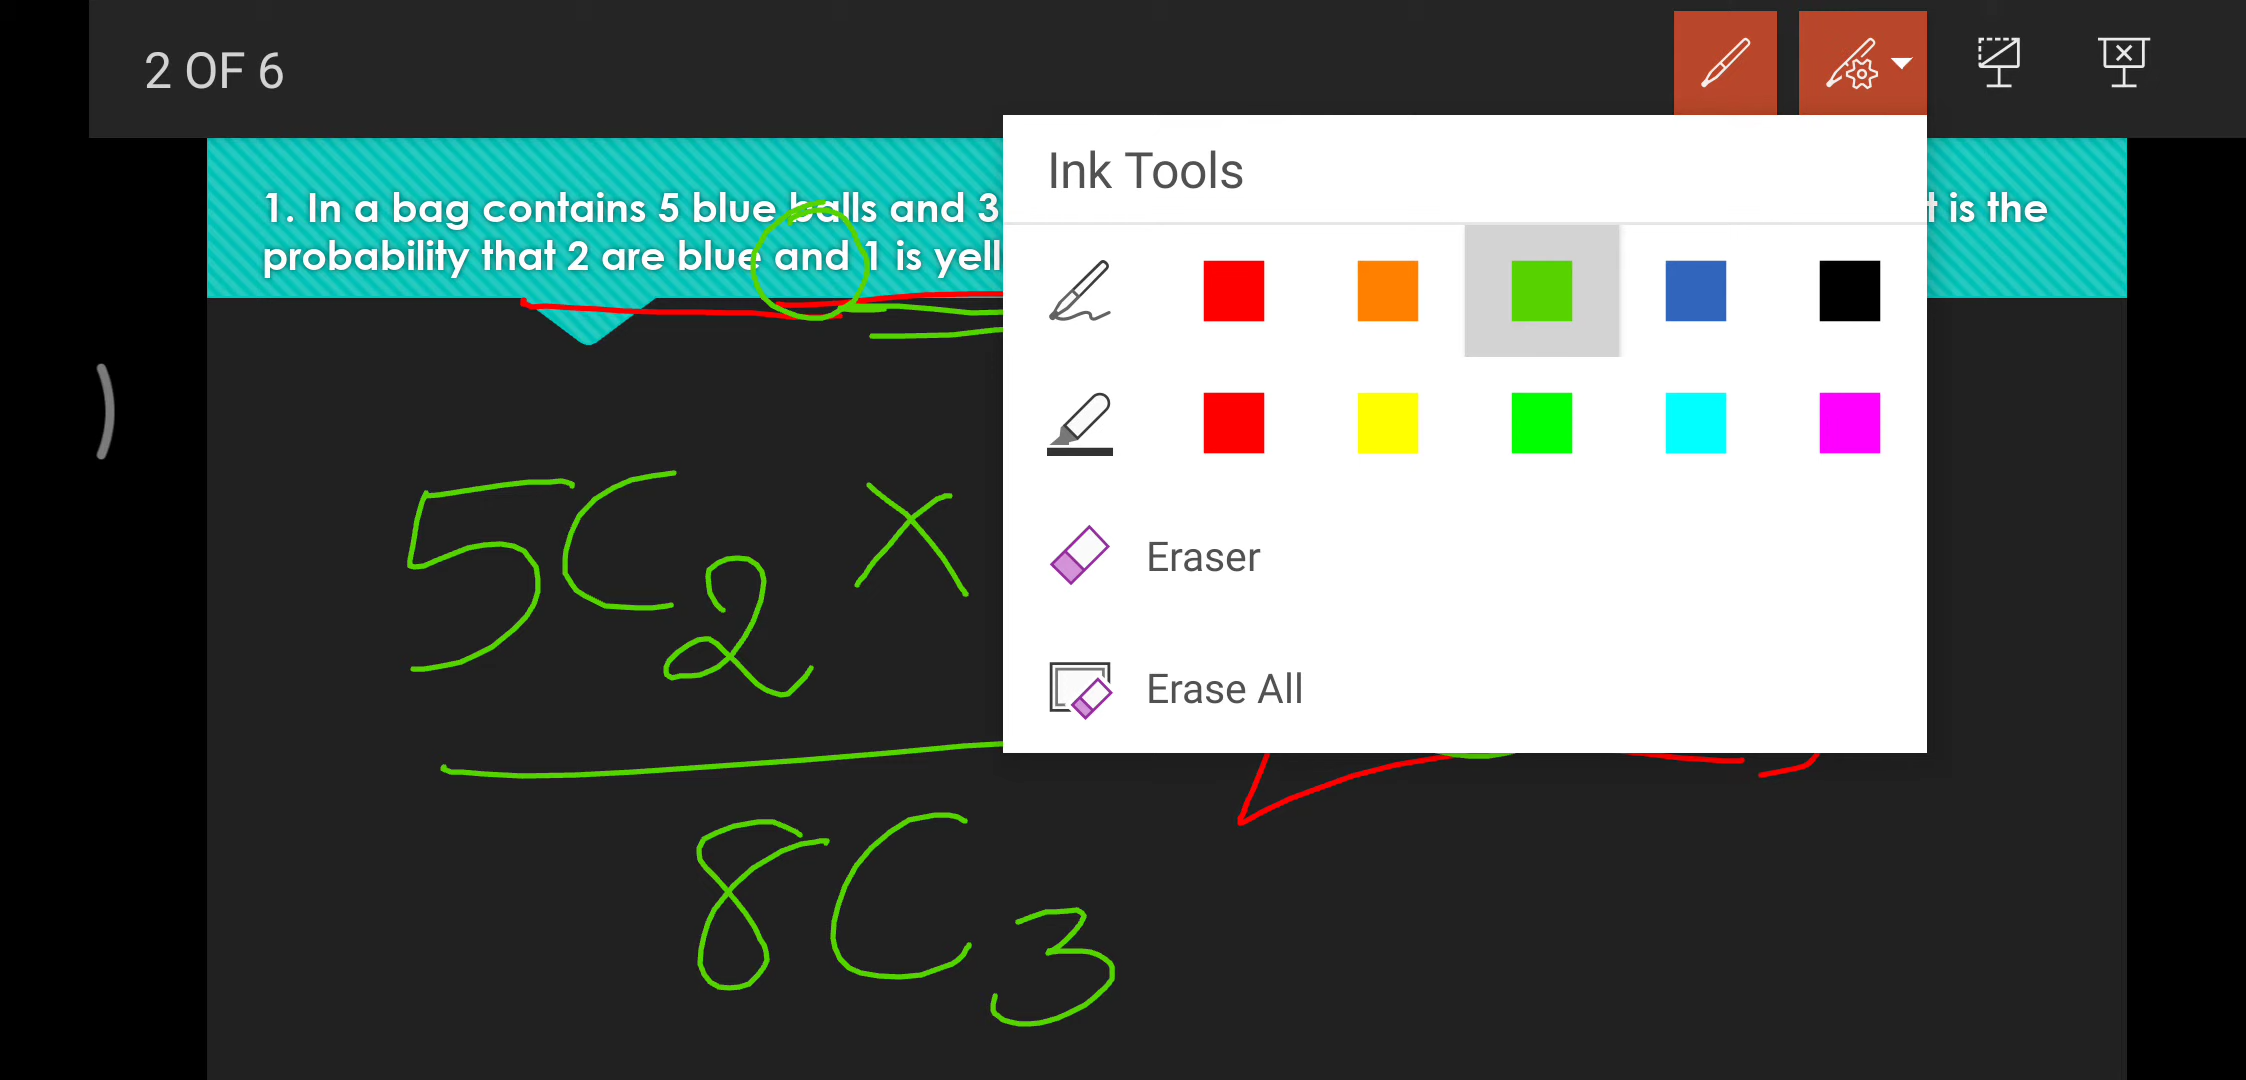 2 OF 6
Ink Tools
1. In a bag contains 5 blue balls and 3 t is the
probability that 2 are blue and 1 is yell
5C2 ×
8C3
Eraser
Erase All